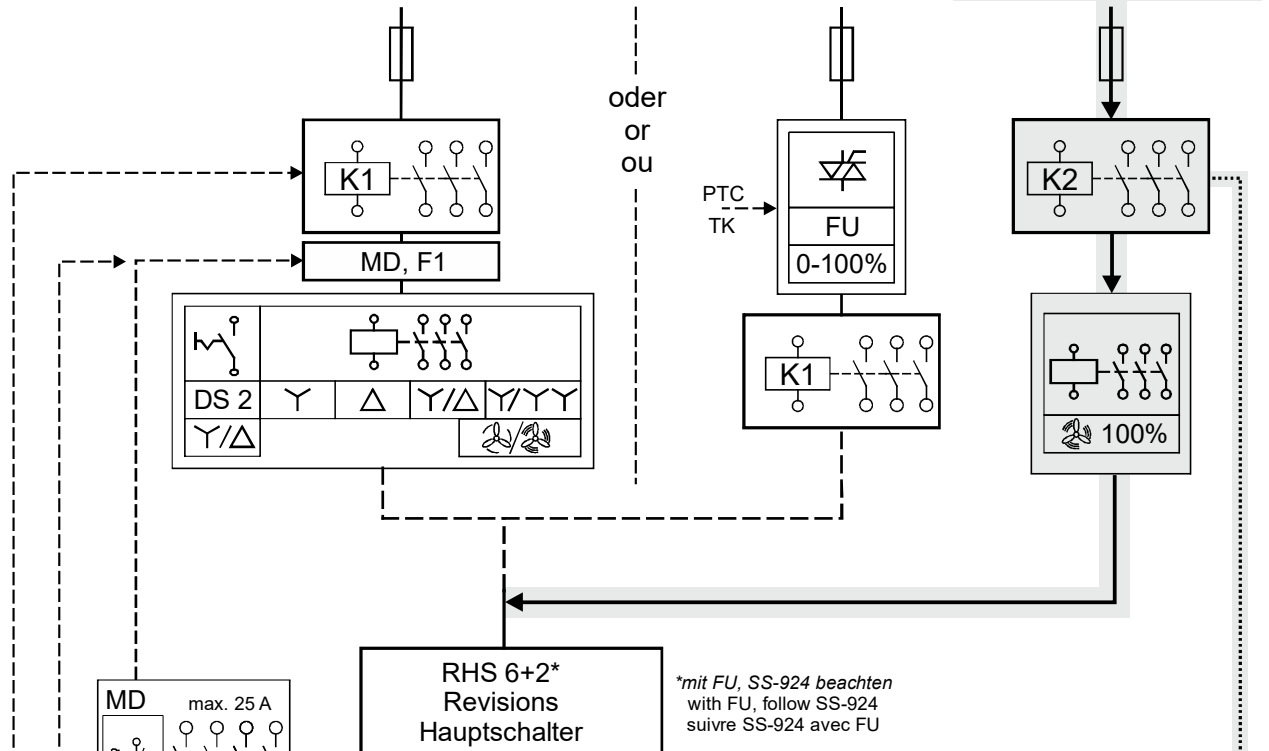 oder
or
ou
K1
PTC
TK
FU
0-100%
K2
MD, F1
K1
DS 2
100%
RHS 6+2*
Revisions
Hauptschalter
*mit FU, SS-924 beachten
with FU, follow SS-924
suivre SS-924 avec FU
MD
max. 25 A